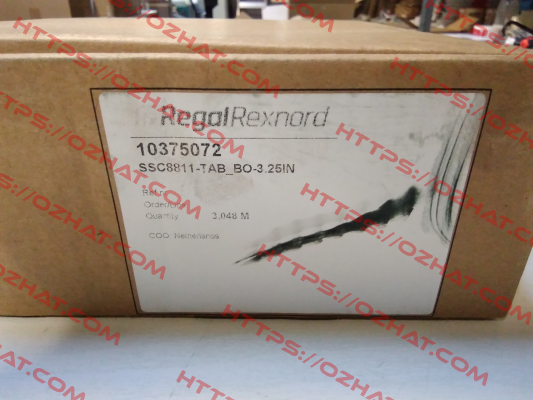 RegalRexnord
10375072
SSC8811-TAB_BO-3.25IN
Quantity 3,048 M
COO Netherlands
HTTPS://OZHAT.COM